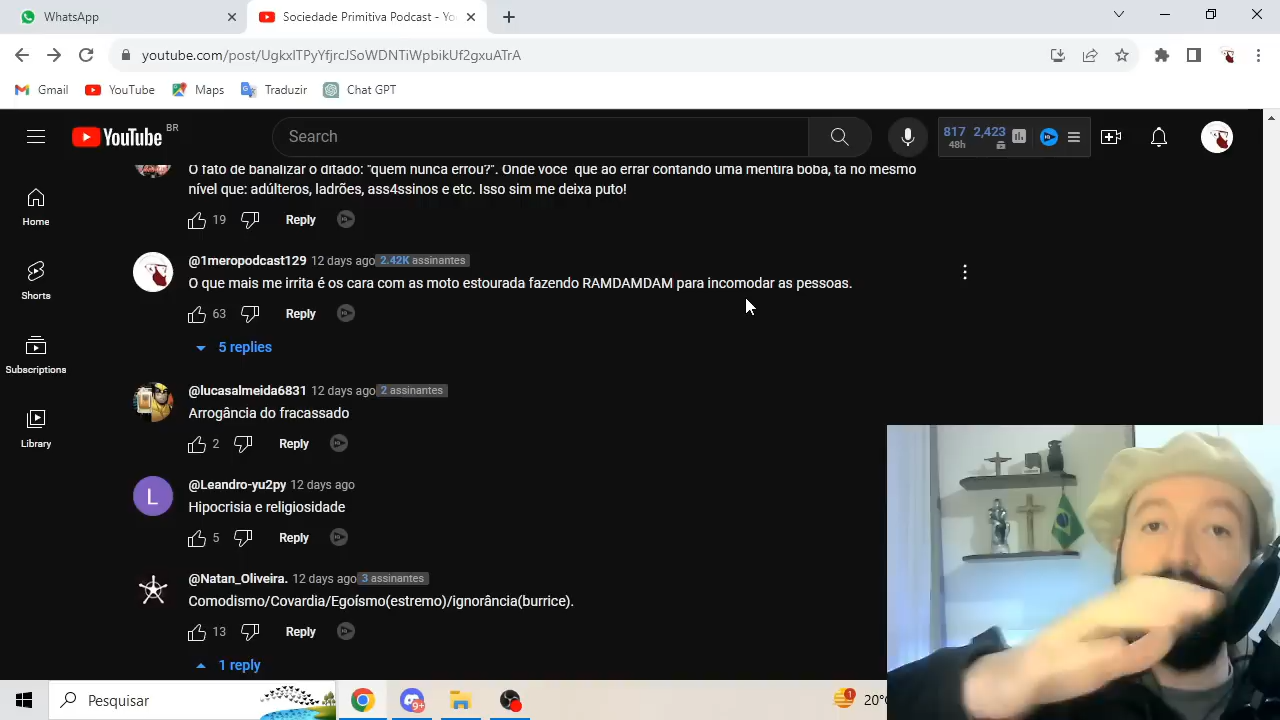 WhatsApp
Sociedade Primitiva Podcast - Yo
youtube.com/post/UgkxlTPyYfjrcJSoWDNTiWpbikUf2gxuATrA
Gmail YouTube Maps Traduzir Chat GPT
YouTube BR
Search
817 2,423
48h
Home
Shorts
Subscriptions
Library
O fato de banalizar o ditado: "quem nunca errou?". Onde você que ao errar contando uma mentira boba, ta no mesmo
nível que: adúlteros, ladrões, ass4ssinos e etc. Isso sim me deixa puto!
19 Reply
@1meropodcast129 12 days ago 2.42K assinantes
O que mais me irrita é os cara com as moto estourada fazendo RAMDAMDAM para incomodar as pessoas.
63 Reply
5 replies
@lucasalmeida6831 12 days ago 2 assinantes
Arrogância do fracassado
2 Reply
L
@Leandro-yu2py 12 days ago
Hipocrisia e religiosidade
5 Reply
@Natan_Oliveira. 12 days ago 3 assinantes
Comodismo/Covardia/Egoísmo(estremo)/ignorância(burrice).
13 Reply
1 reply
Pesquisar
9+
1
20°